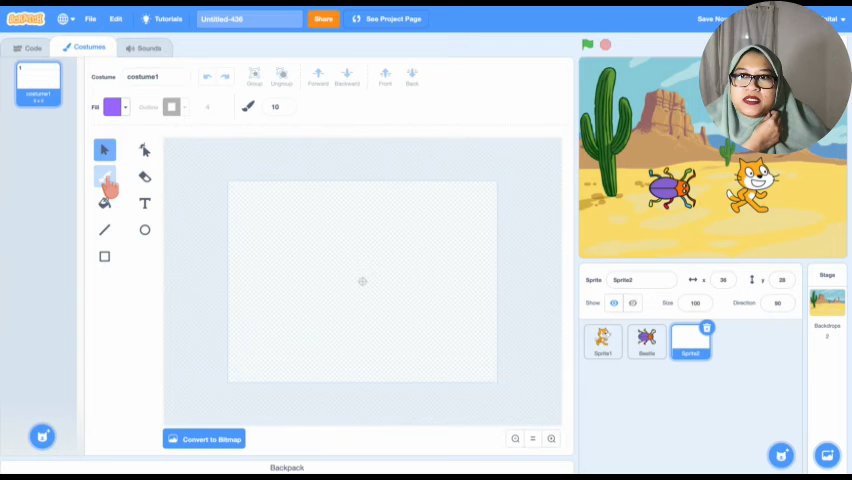 SCRATCH File Edit Tutorials Untitled-436 Share See Project Page Save Now
Code Costumes Sounds
1
costume1
Costume costume1 Group Ungroup Forward Backward Front Back
Fill Outline 4 10
T
Sprite Sprite2 x 38 y 28
Show Size 100 Direction 90
Sprite1 Beetle Sprite2
Stage
Backdrops
2
Convert to Bitmap
Backpack